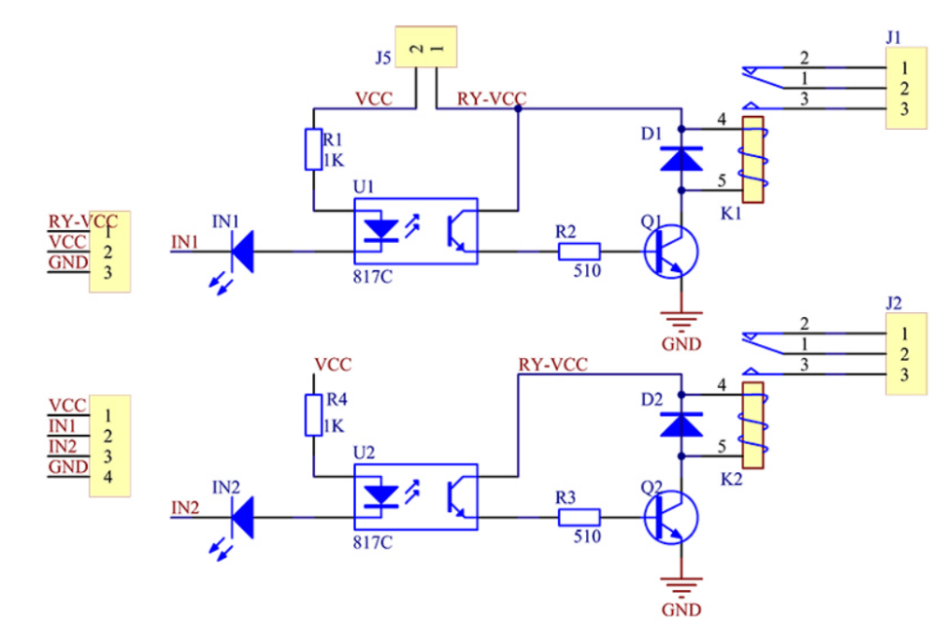 J5
2 1
VCC
RY-VCC
R1
1K
U1
817C
IN1
IN1
R2
510
D1
Q1
4
5
K1
GND
J1
2
1
3
1
2
3
RY-VCC
VCC
GND
1
2
3
VCC
R4
1K
U2
817C
IN2
IN2
RY-VCC
R3
510
D2
Q2
4
5
K2
GND
J2
2
1
3
1
2
3
VCC
IN1
IN2
GND
1
2
3
4